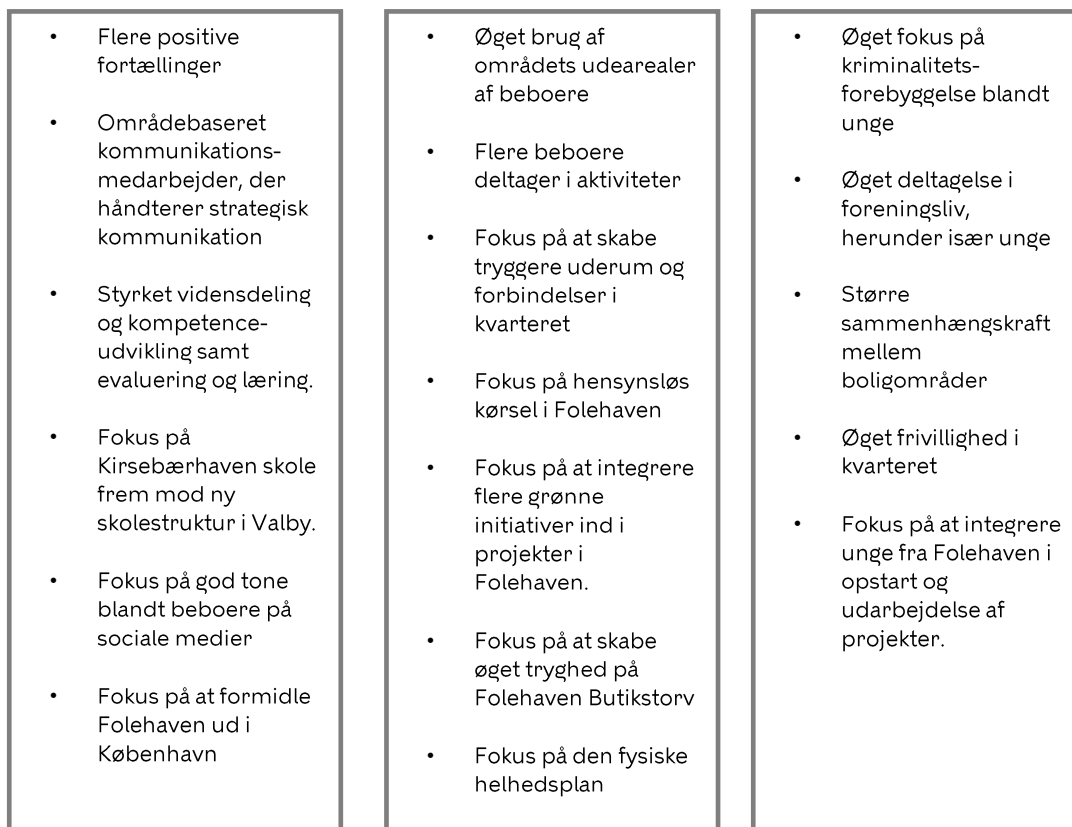 • Flere positive
fortællinger
• Områdebaseret
kommunikations-
medarbejder, der
håndterer strategisk
kommunikation
• Styrket vidensdeling
og kompetence-
udvikling samt
evaluering og læring.
• Fokus på
Kirsebærhaven skole
frem mod ny
skolestruktur i Valby.
• Fokus på god tone
blandt beboere på
sociale medier
• Fokus på at formidle
Folehaven ud i
København
• Øget brug af
områdets udearealer
af beboere
• Flere beboere
deltager i aktiviteter
• Fokus på at skabe
tryggere uderum og
forbindelser i
kvarteret
• Fokus på hensynsløs
kørsel i Folehaven
• Fokus på at integrere
flere grønne
initiativer ind i
projekter i
Folehaven.
• Fokus på at skabe
øget tryghed på
Folehaven Butikstorv
• Fokus på den fysiske
helhedsplan
• Øget fokus på
kriminalitets-
forebyggelse blandt
unge
• Øget deltagelse i
foreningsliv,
herunder især unge
• Større
sammenhængskraft
mellem
boligområder
• Øget frivillighed i
kvarteret
• Fokus på at integrere
unge fra Folehaven i
opstart og
udarbejdelse af
projekter.